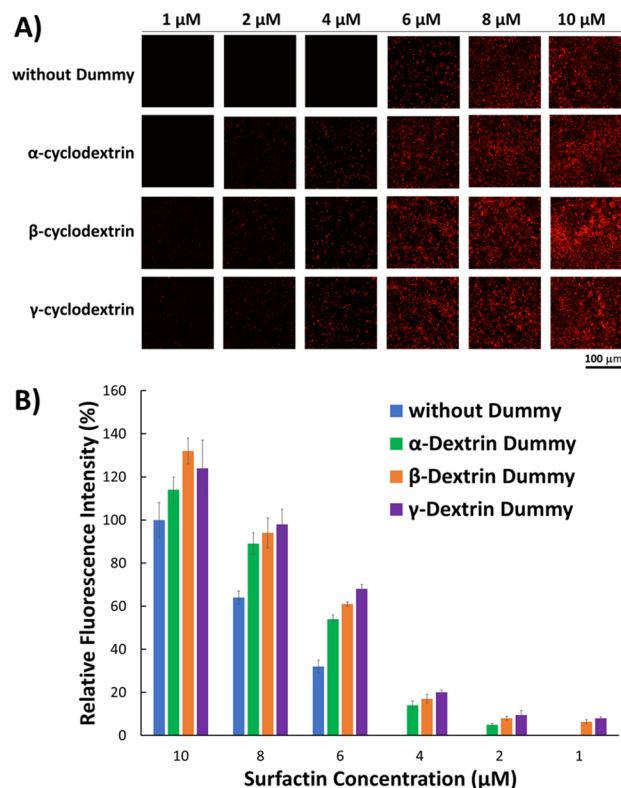 A)
1 μM 2 μM 4 μM 6 μM 8 μM 10 μM
without Dummy
α-cyclodextrin
β-cyclodextrin
γ-cyclodextrin
100 μm
B)
Relative Fluorescence Intensity (%)
160
140
120
100
80
60
40
20
0
without Dummy
α-Dextrin Dummy
β-Dextrin Dummy
γ-Dextrin Dummy
10 8 6 4 2 1
Surfactin Concentration (μM)